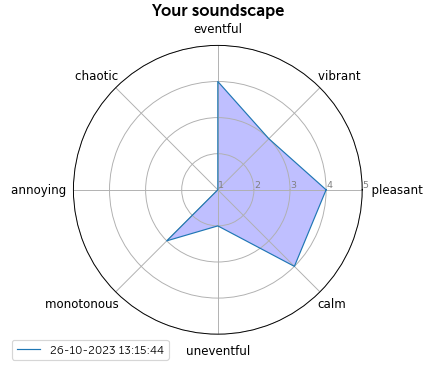 Your soundscape
eventful
chaotic
vibrant
annoying
1 2 3 4 5
pleasant
monotonous
calm
uneventful
26-10-2023 13:15:44